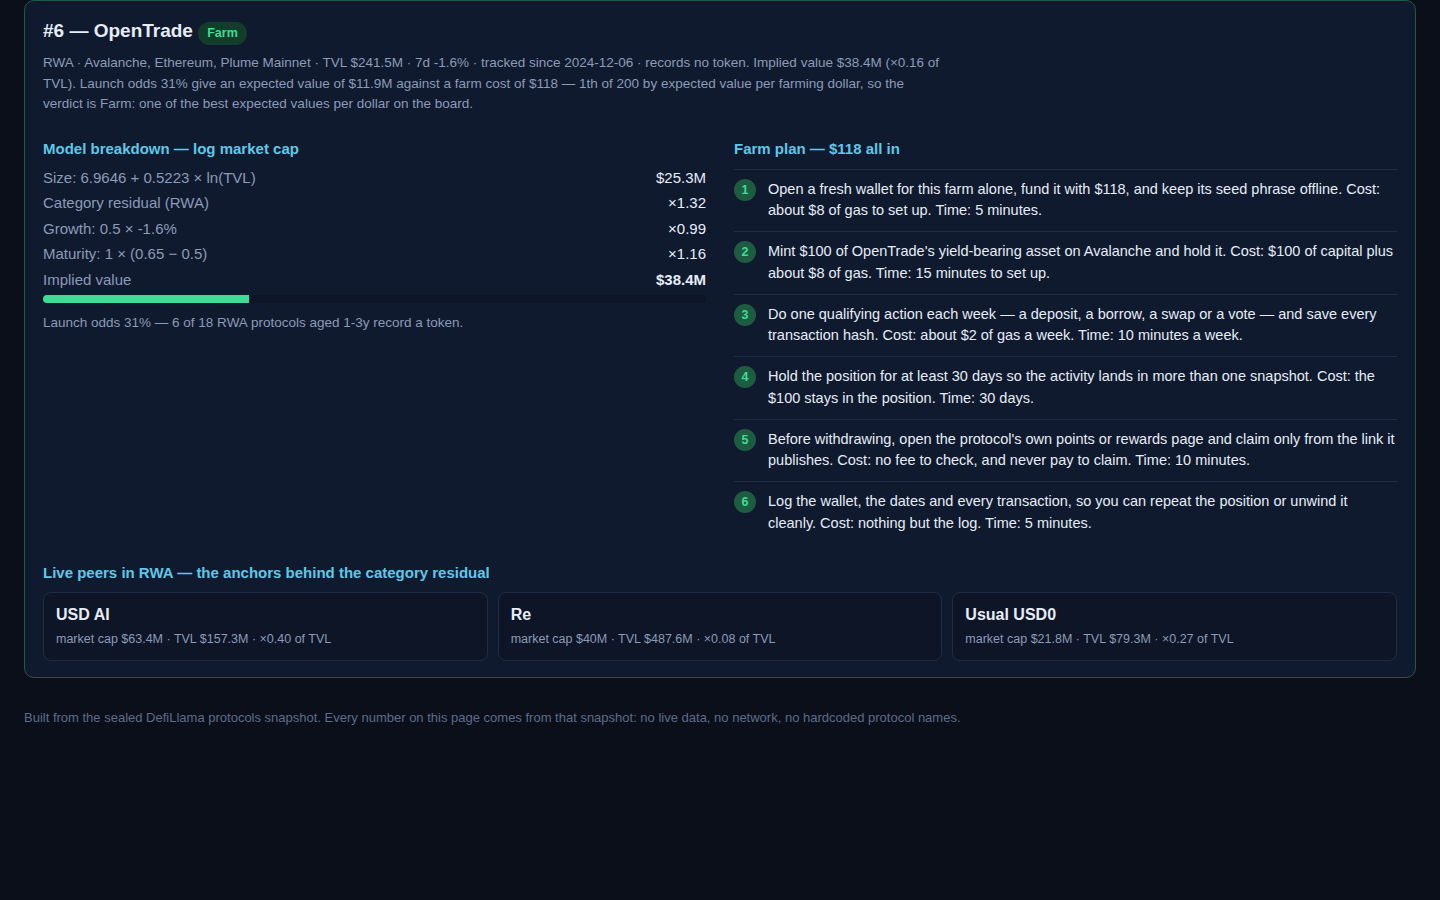 #6 — OpenTrade Farm
RWA · Avalanche, Ethereum, Plume Mainnet · TVL $241.5M · 7d -1.6% · tracked since 2024-12-06 · records no token. Implied value $38.4M (×0.16 of
TVL). Launch odds 31% give an expected value of $11.9M against a farm cost of $118 — 1th of 200 by expected value per farming dollar, so the
verdict is Farm: one of the best expected values per dollar on the board.
Model breakdown — log market cap
Size: 6.9646 + 0.5223 × ln(TVL) $25.3M
Category residual (RWA) ×1.32
Growth: 0.5 × -1.6% ×0.99
Maturity: 1 × (0.65 − 0.5) ×1.16
Implied value $38.4M
Launch odds 31% — 6 of 18 RWA protocols aged 1-3y record a token.
Farm plan — $118 all in
1 Open a fresh wallet for this farm alone, fund it with $118, and keep its seed phrase offline. Cost:
about $8 of gas to set up. Time: 5 minutes.
2 Mint $100 of OpenTrade's yield-bearing asset on Avalanche and hold it. Cost: $100 of capital plus
about $8 of gas. Time: 15 minutes to set up.
3 Do one qualifying action each week — a deposit, a borrow, a swap or a vote — and save every
transaction hash. Cost: about $2 of gas a week. Time: 10 minutes a week.
4 Hold the position for at least 30 days so the activity lands in more than one snapshot. Cost: the
$100 stays in the position. Time: 30 days.
5 Before withdrawing, open the protocol's own points or rewards page and claim only from the link it
publishes. Cost: no fee to check, and never pay to claim. Time: 10 minutes.
6 Log the wallet, the dates and every transaction, so you can repeat the position or unwind it
cleanly. Cost: nothing but the log. Time: 5 minutes.
Live peers in RWA — the anchors behind the category residual
USD AI
market cap $63.4M · TVL $157.3M · ×0.40 of TVL
Re
market cap $40M · TVL $487.6M · ×0.08 of TVL
Usual USD0
market cap $21.8M · TVL $79.3M · ×0.27 of TVL
Built from the sealed DefiLlama protocols snapshot. Every number on this page comes from that snapshot: no live data, no network, no hardcoded protocol names.